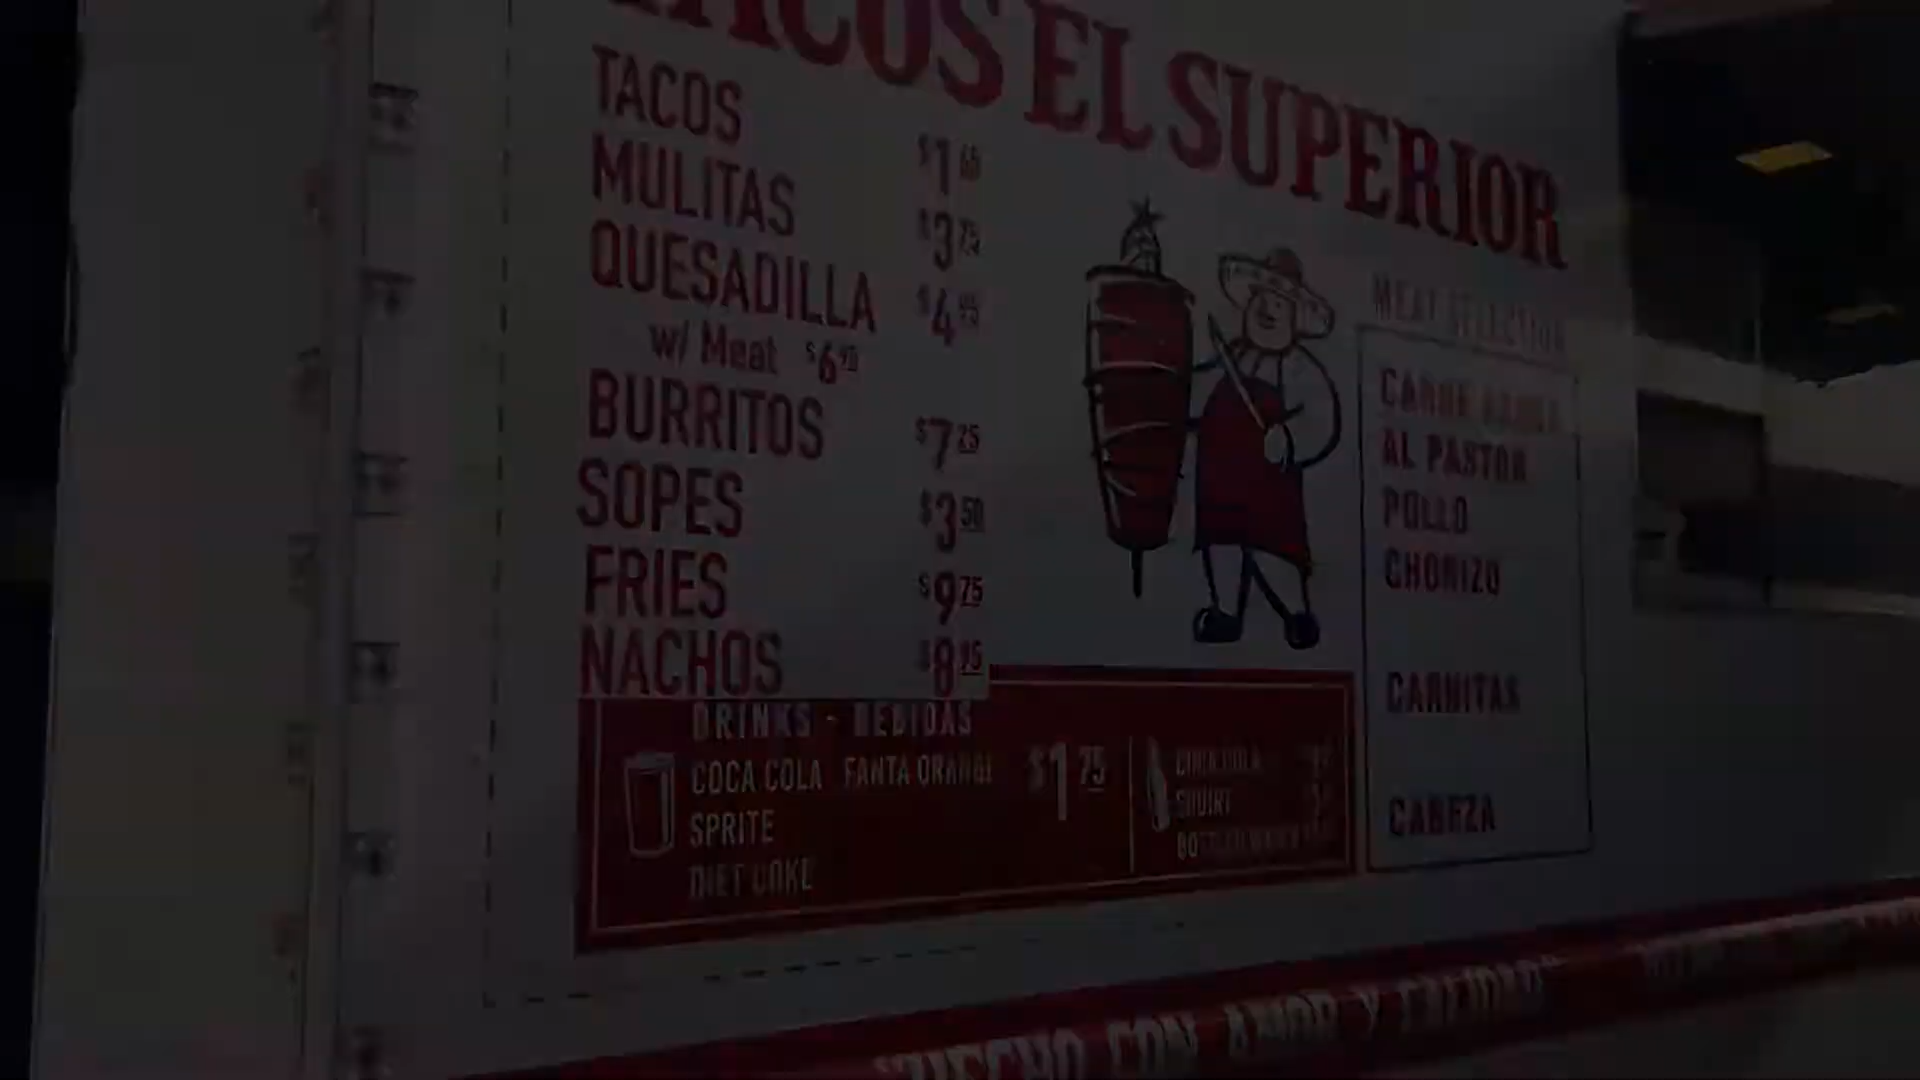 TACOS EL SUPERIOR
TACOS $1 65
MULITAS $3 75
QUESADILLA $4 95
w/ Meat $6 95
BURRITOS $7 25
SOPES $3 50
FRIES $9 75
NACHOS $8 95
MEAT SELECTION
CARNE ASADA
AL PASTOR
POLLO
CHORIZO
CARNITAS
CABEZA
DRINKS - BEBIDAS
COCA COLA FANTA ORANGE $1 75
SPRITE
DIET COKE
COCA COLA
SQUIRT
BOTTLED WATER
"HECHO CON AMOR Y CALIDAD"